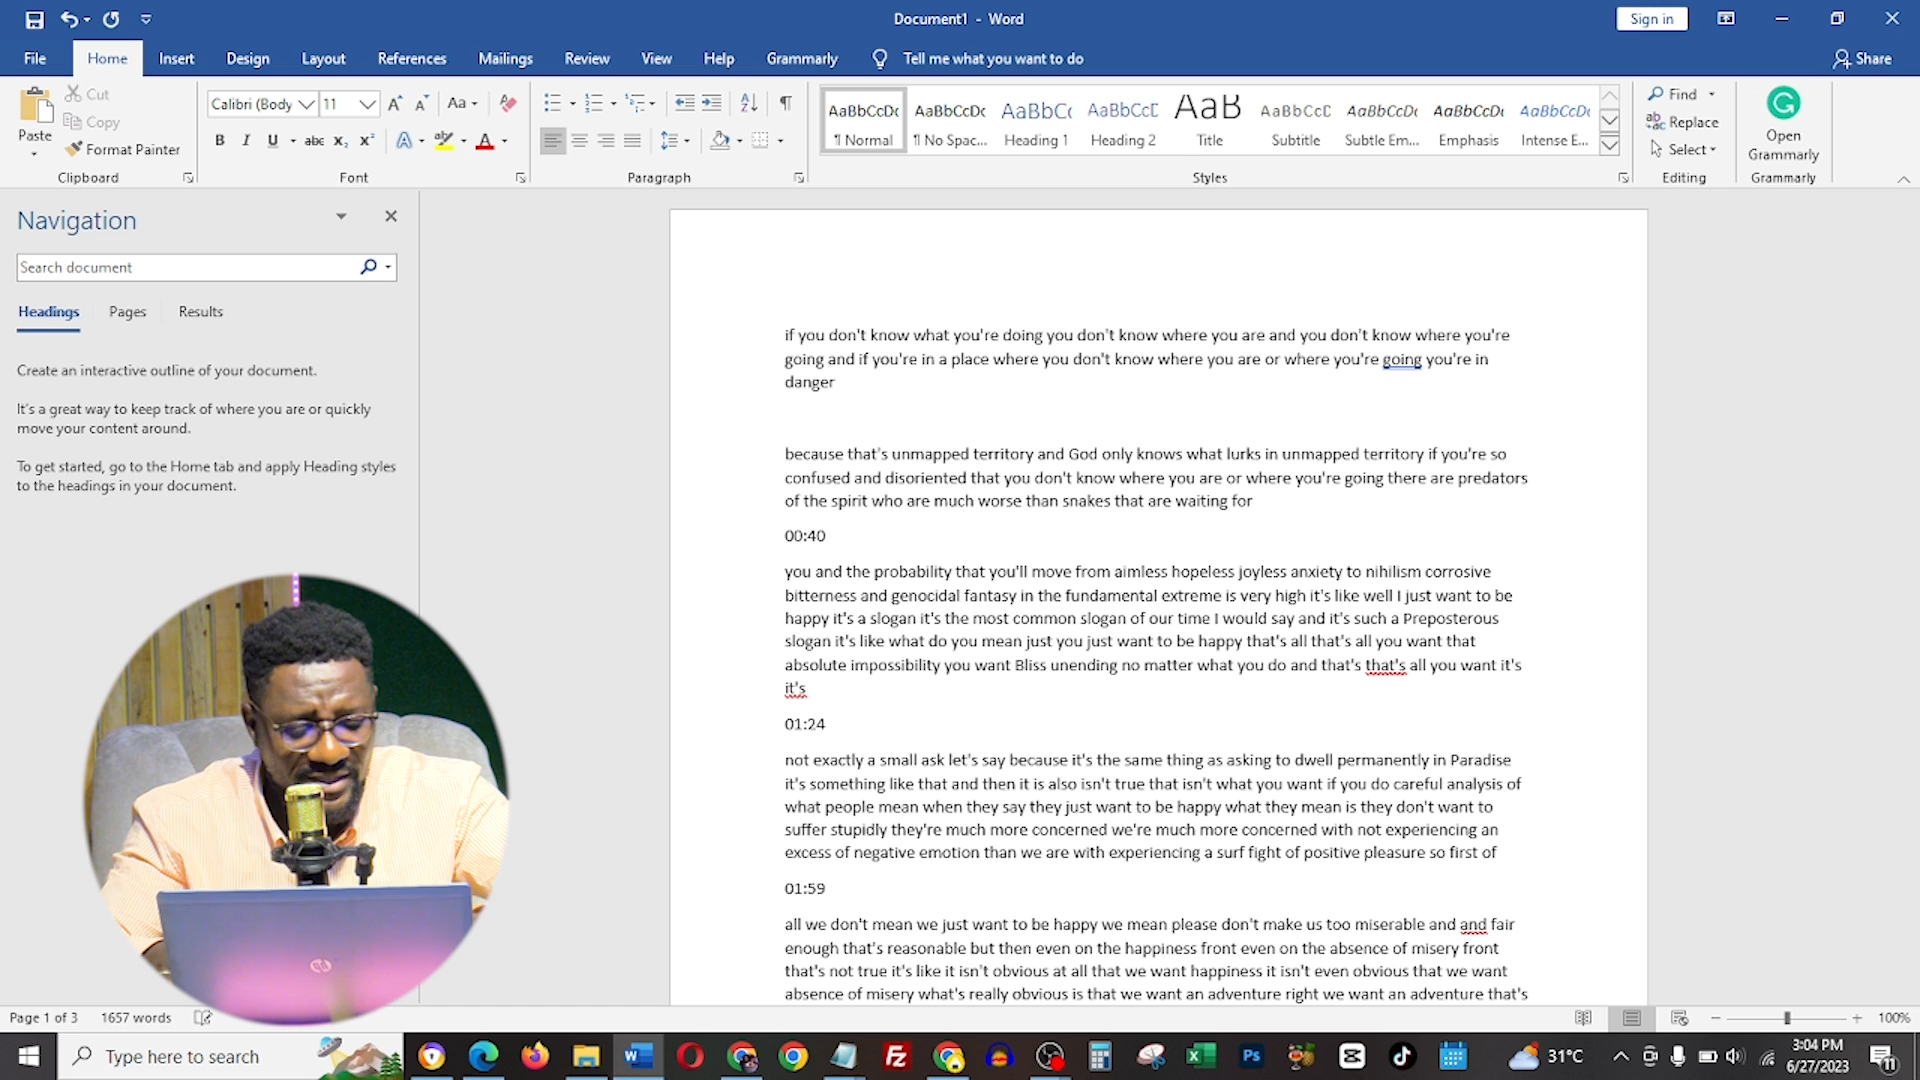 Document1 - Word
Sign in
File Home Insert Design Layout References Mailings Review View Help Grammarly Tell me what you want to do Share
Paste
Cut
Copy
Format Painter
Clipboard
Calibri (Body 11
Aa
B I U abc x₂ x² A A
Font
Paragraph
AaBbCcDc AaBbCcDc AaBbCc AaBbCcD AaB AaBbCcD AaBbCcDc AaBbCcDc AaBbCcDc
¶ Normal ¶ No Spac... Heading 1 Heading 2 Title Subtitle Subtle Em... Emphasis Intense E...
Styles
Find
Replace
Select
Editing
Open
Grammarly
Grammarly
Navigation
Search document
Headings Pages Results
Create an interactive outline of your document.
It's a great way to keep track of where you are or quickly
move your content around.
To get started, go to the Home tab and apply Heading styles
to the headings in your document.
if you don't know what you're doing you don't know where you are and you don't know where you're
going and if you're in a place where you don't know where you are or where you're going you're in
danger
because that's unmapped territory and God only knows what lurks in unmapped territory if you're so
confused and disoriented that you don't know where you are or where you're going there are predators
of the spirit who are much worse than snakes that are waiting for
00:40
you and the probability that you'll move from aimless hopeless joyless anxiety to nihilism corrosive
bitterness and genocidal fantasy in the fundamental extreme is very high it's like well I just want to be
happy it's a slogan it's the most common slogan of our time I would say and it's such a Preposterous
slogan it's like what do you mean just you just want to be happy that's all that's all you want that
absolute impossibility you want Bliss unending no matter what you do and that's that's all you want it's
it's
01:24
not exactly a small ask let's say because it's the same thing as asking to dwell permanently in Paradise
it's something like that and then it is also isn't true that isn't what you want if you do careful analysis of
what people mean when they say they just want to be happy what they mean is they don't want to
suffer stupidly they're much more concerned we're much more concerned with not experiencing an
excess of negative emotion than we are with experiencing a surf fight of positive pleasure so first of
01:59
all we don't mean we just want to be happy we mean please don't make us too miserable and and fair
enough that's reasonable but then even on the happiness front even on the absence of misery front
that's not true it's like it isn't obvious at all that we want happiness it isn't even obvious that we want
absence of misery what's really obvious is that we want an adventure right we want an adventure that's
Page 1 of 3 1657 words
100%
Type here to search
31°C
3:04 PM
6/27/2023